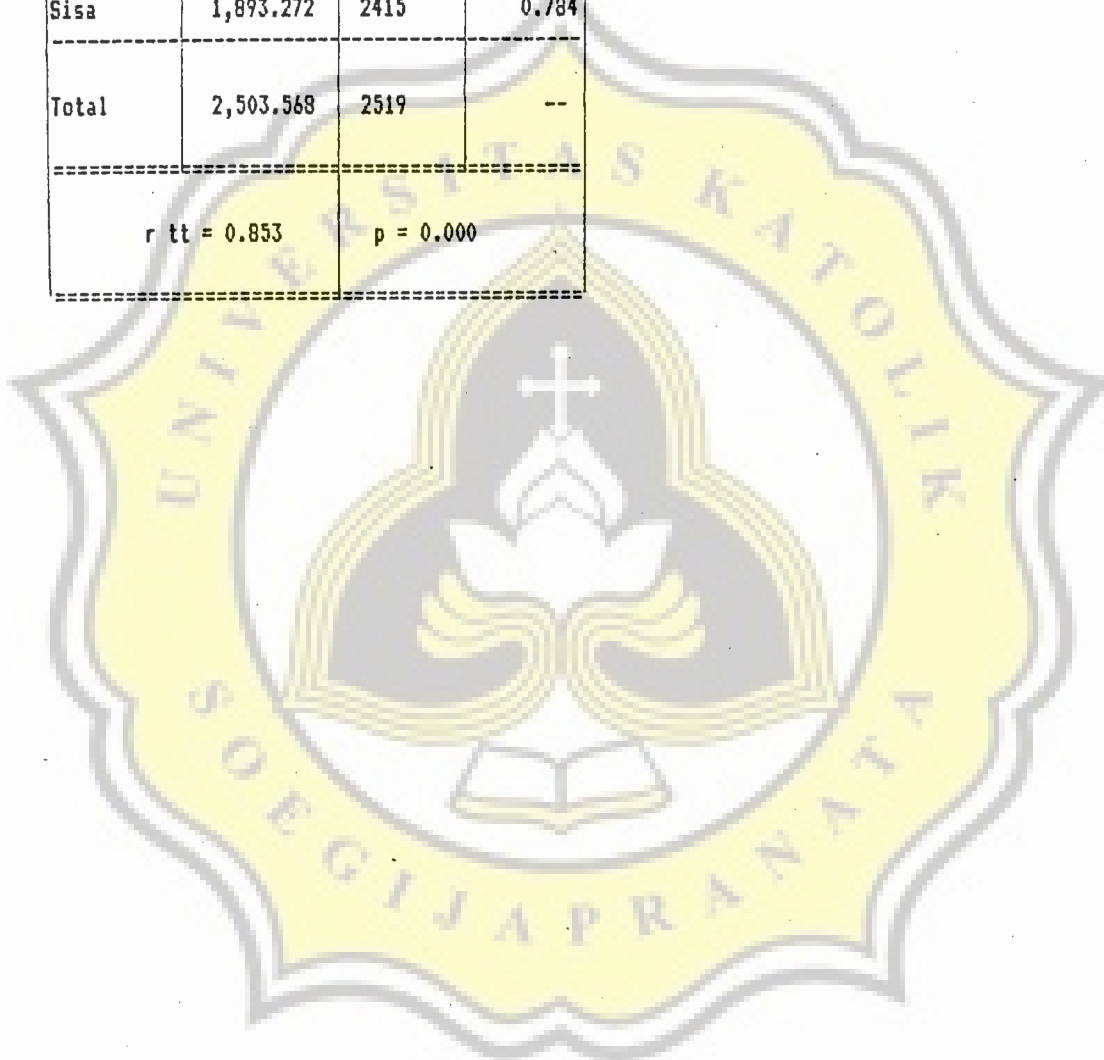 Sisa 1,893.272 2415 0.784
Total 2,503.568 2519 --
r tt = 0.853 p = 0.000
UNIVERSITAS KATOLIK
SOEGIJAPRANATA